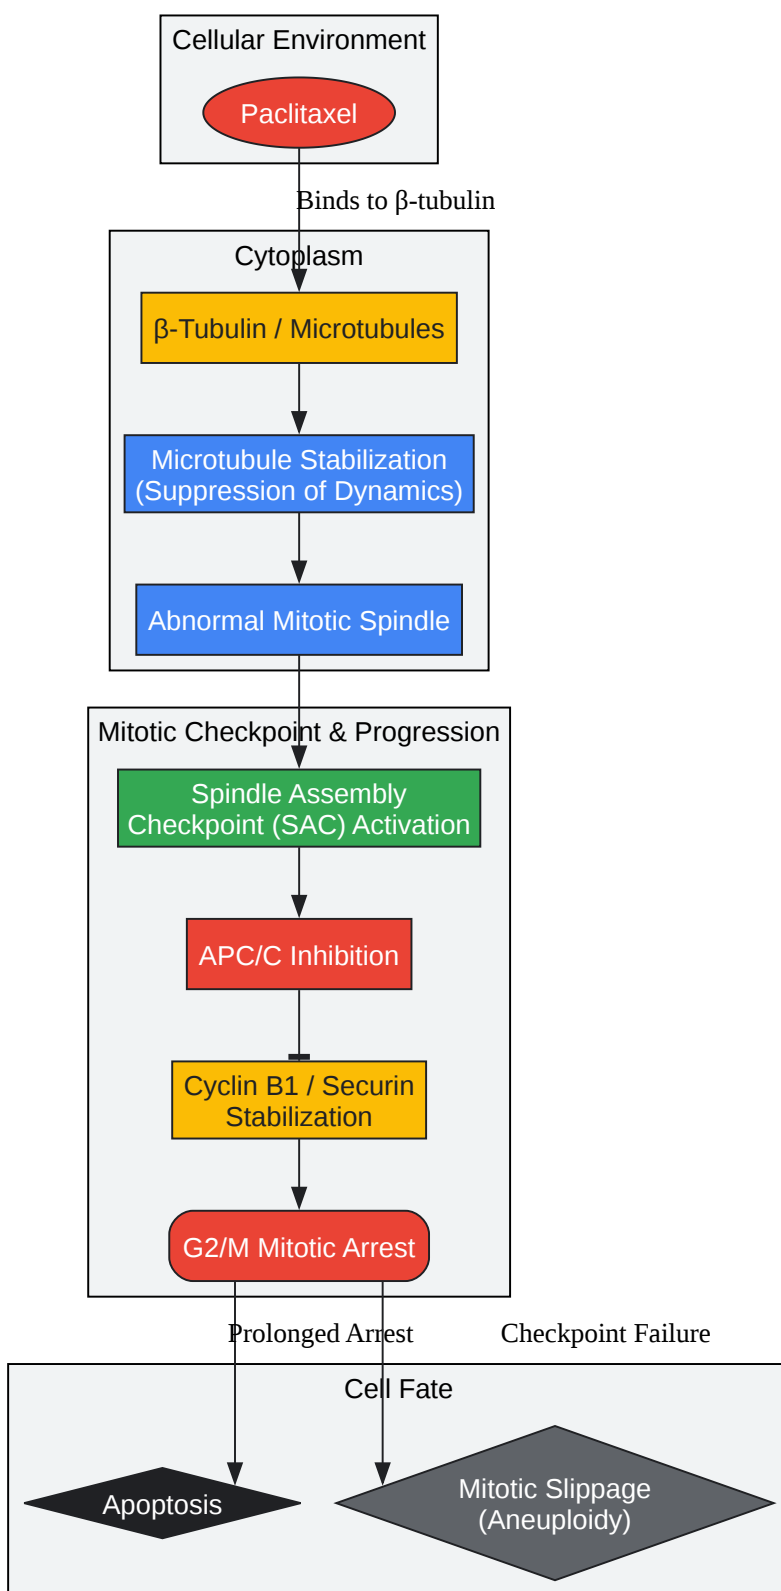 Cellular Environment
Paclitaxel
Binds to β-tubulin
Cytoplasm
β-Tubulin / Microtubules
Microtubule Stabilization
(Suppression of Dynamics)
Abnormal Mitotic Spindle
Mitotic Checkpoint & Progression
Spindle Assembly
Checkpoint (SAC) Activation
APC/C Inhibition
Cyclin B1 / Securin
Stabilization
G2/M Mitotic Arrest
Prolonged Arrest
Checkpoint Failure
Cell Fate
Apoptosis
Mitotic Slippage
(Aneuploidy)